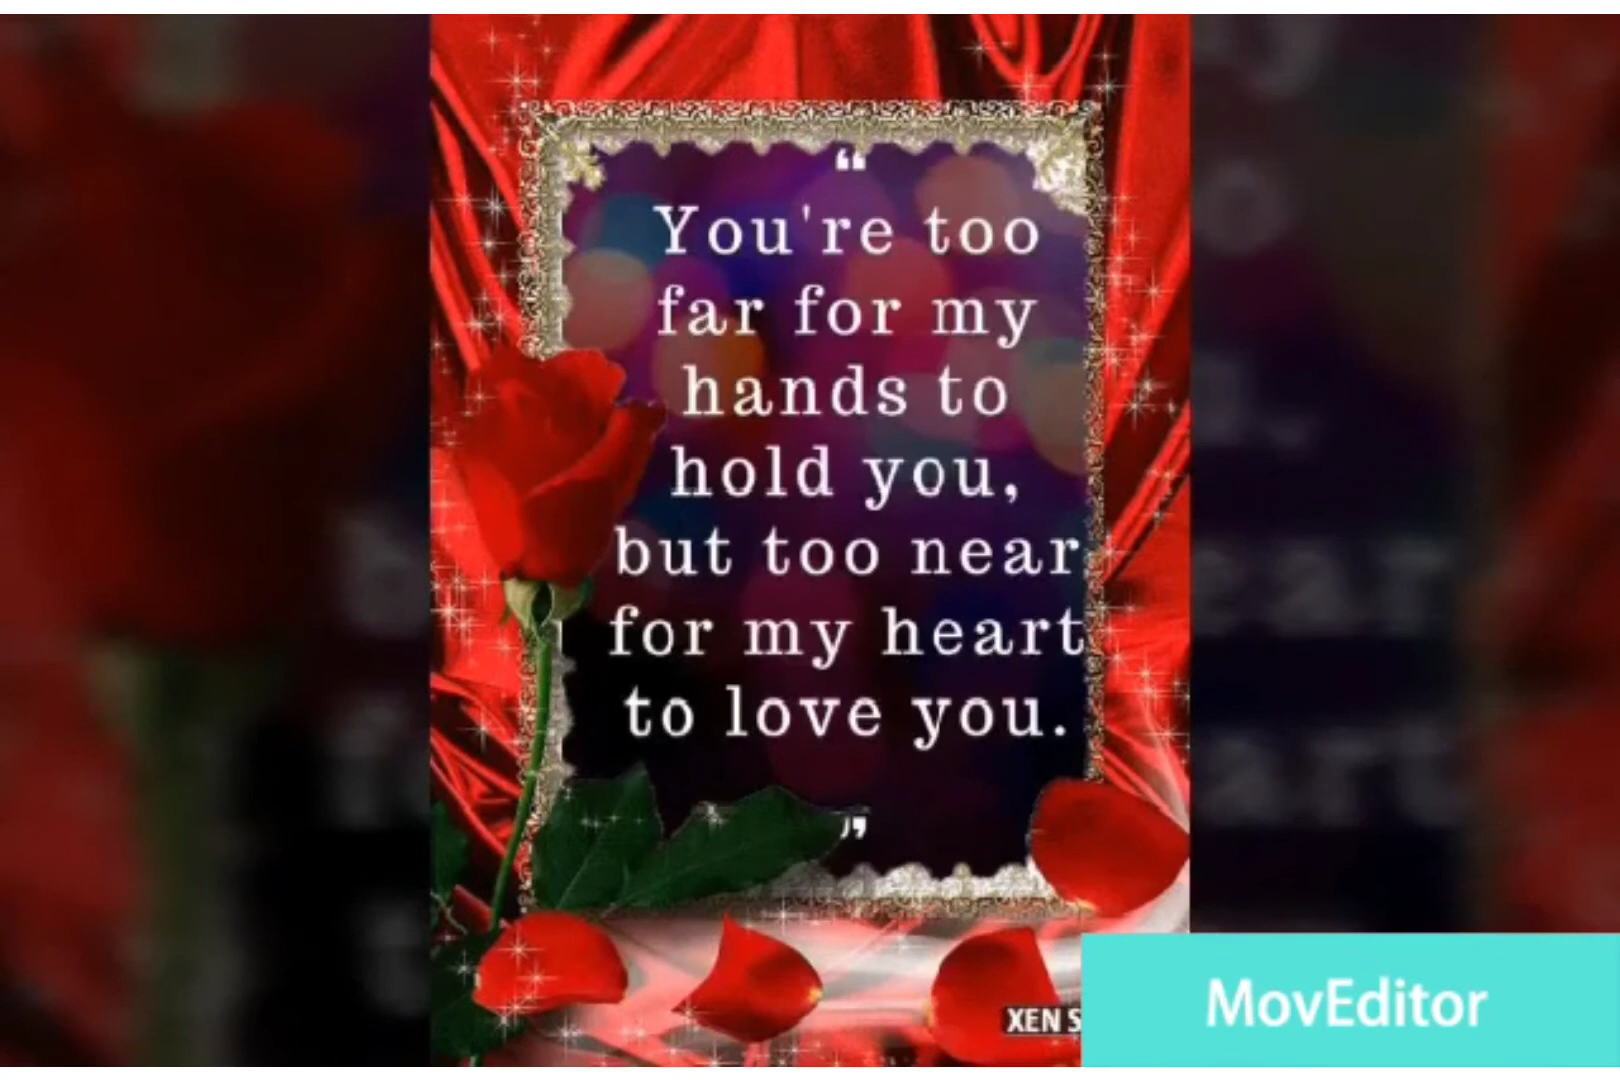 “
You're too
far for my
hands to
hold you,
but too near
for my heart
to love you.
”
XEN S
MovEditor